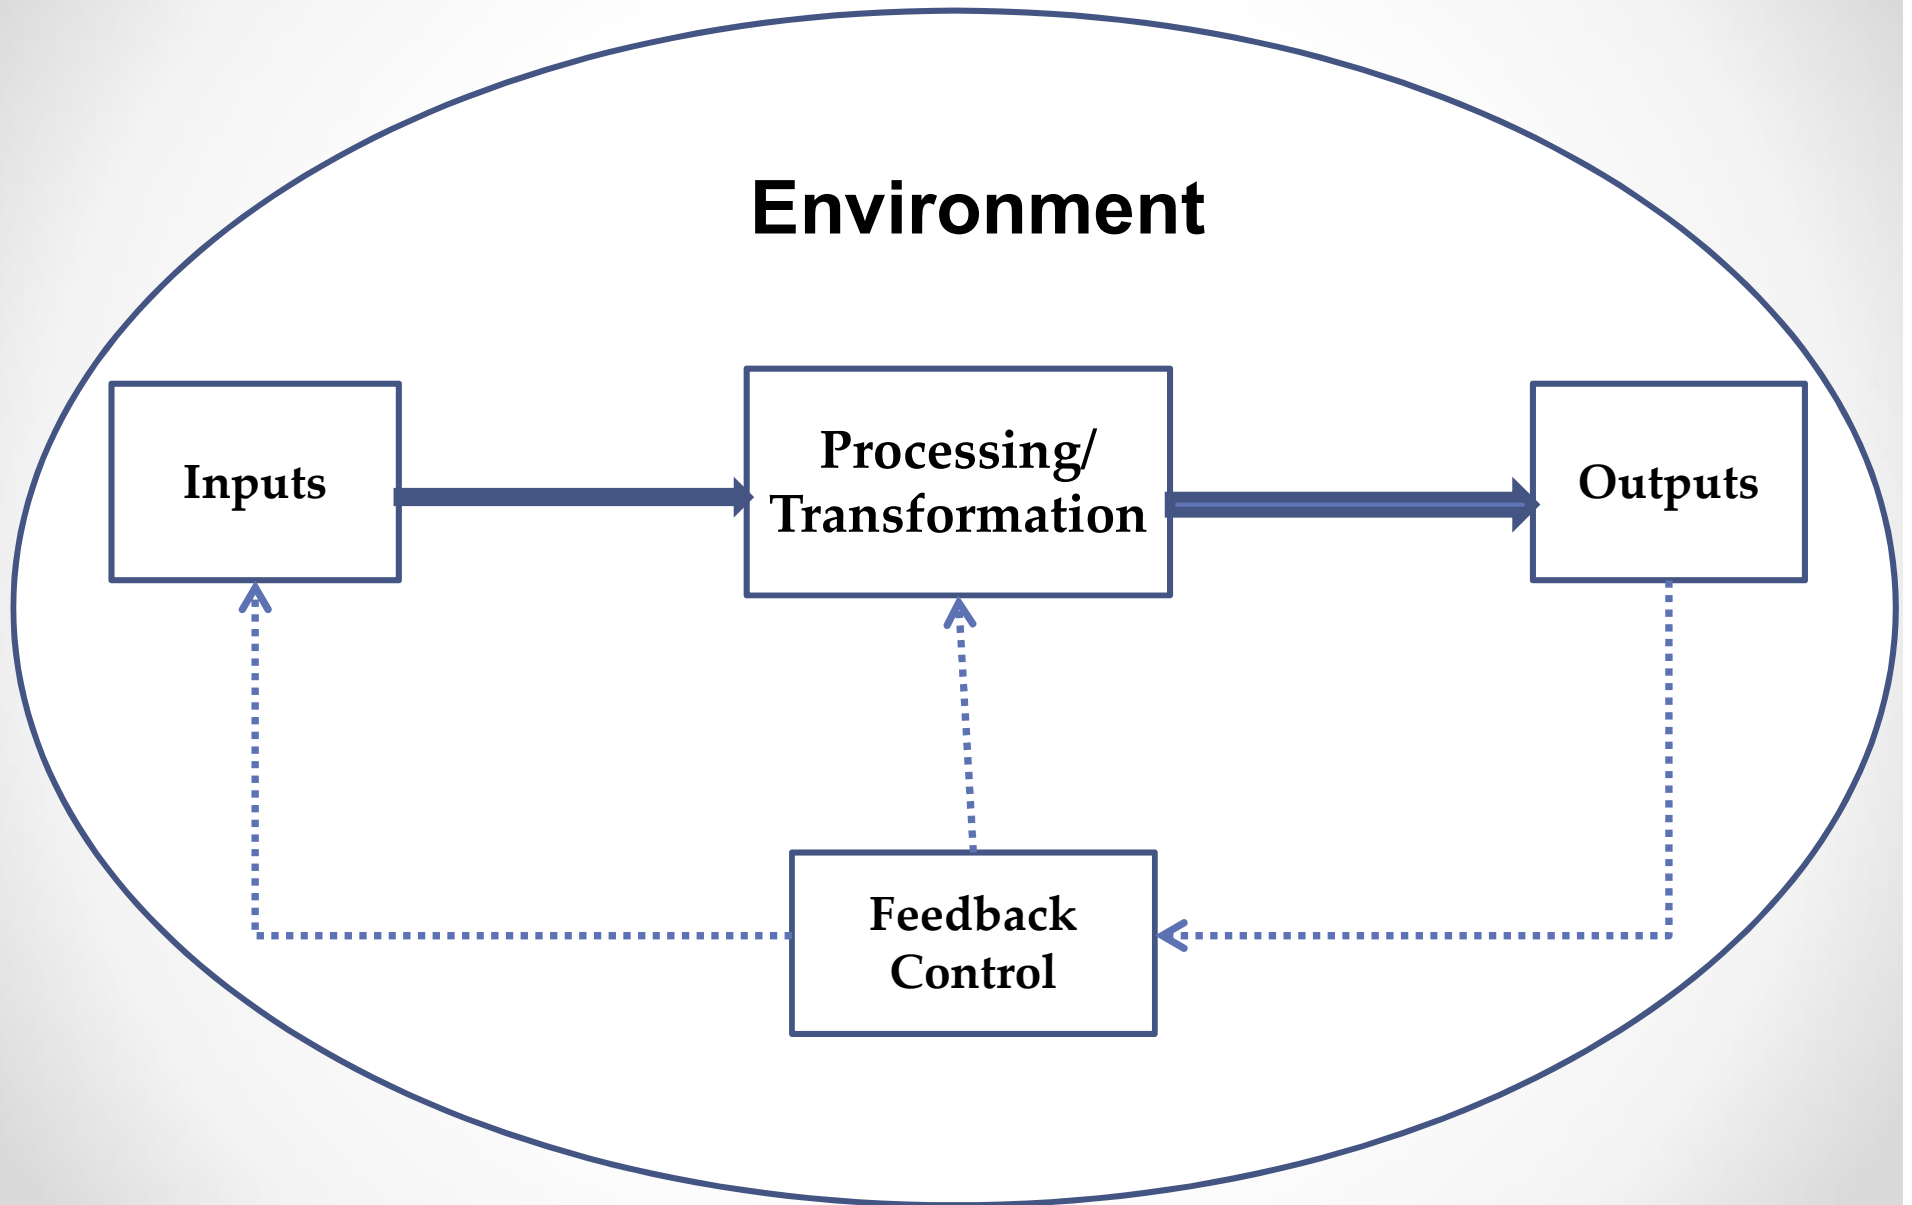 Environment
Inputs
Processing/
Transformation
Outputs
Feedback
Control